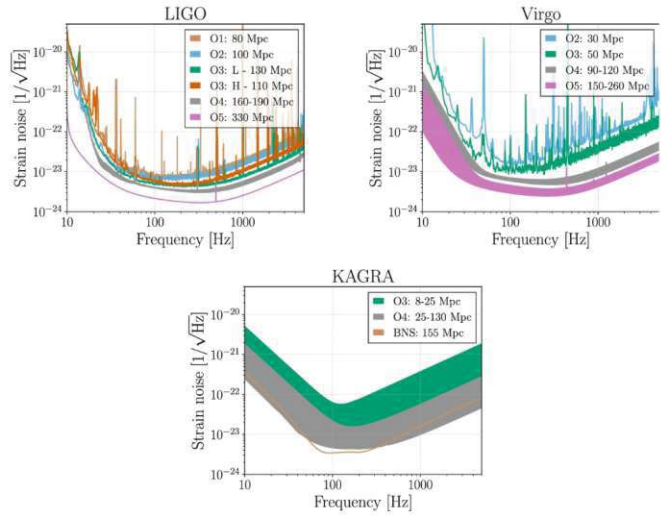 LIGO
O1: 80 Mpc
O2: 100 Mpc
O3: L - 130 Mpc
O3: H - 110 Mpc
O4: 160-190 Mpc
O5: 330 Mpc
10⁻²⁰
10⁻²¹
10⁻²²
10⁻²³
10⁻²⁴
Strain noise [1/√Hz]
10
100
1000
Frequency [Hz]
Virgo
O2: 30 Mpc
O3: 50 Mpc
O4: 90-120 Mpc
O5: 150-260 Mpc
10⁻²⁰
10⁻²¹
10⁻²²
10⁻²³
10⁻²⁴
Strain noise [1/√Hz]
10
100
1000
Frequency [Hz]
KAGRA
O3: 8-25 Mpc
O4: 25-130 Mpc
BNS: 155 Mpc
10⁻²⁰
10⁻²¹
10⁻²²
10⁻²³
10⁻²⁴
Strain noise [1/√Hz]
10
100
1000
Frequency [Hz]